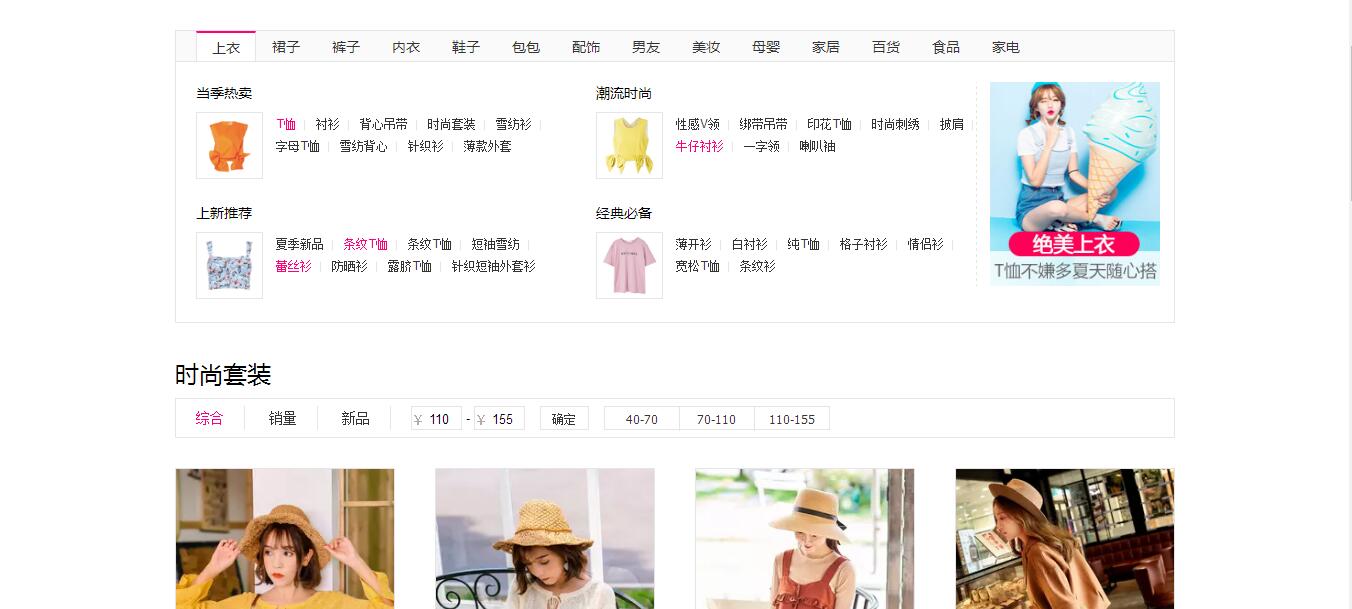 上衣 裙子 裤子 内衣 鞋子 包包 配饰 男友 美妆 母婴 家居 百货 食品 家电
当季热卖
T恤 衬衫 背心吊带 时尚套装 雪纺衫
字母T恤 雪纺背心 针织衫 薄款外套
潮流时尚
性感V领 绑带吊带 印花T恤 时尚刺绣 披肩
牛仔衬衫 一字领 喇叭袖
上新推荐
夏季新品 条纹T恤 条纹T恤 短袖雪纺
蕾丝衫 防晒衫 露脐T恤 针织短袖外套衫
经典必备
薄开衫 白衬衫 纯T恤 格子衬衫 情侣衫
宽松T恤 条纹衫
绝美上衣
T恤不嫌多夏天随心搭
时尚套装
综合 销量 新品 ¥ 110 - ¥ 155 确定 40-70 70-110 110-155